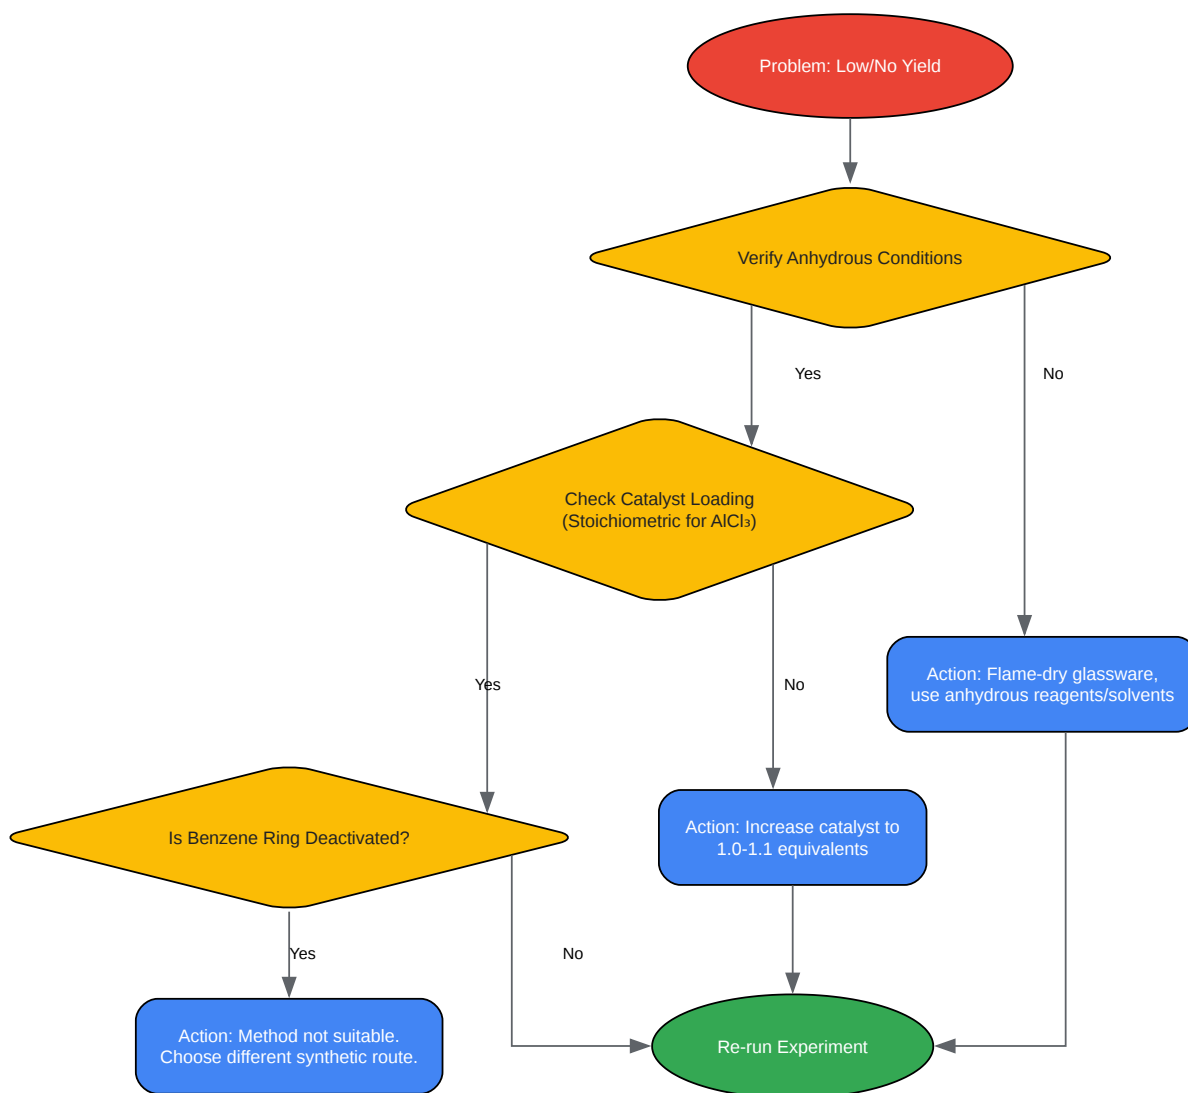 Problem: Low/No Yield
Verify Anhydrous Conditions
Yes
No
Check Catalyst Loading
(Stoichiometric for AlCl₃)
Yes
No
Action: Flame-dry glassware,
use anhydrous reagents/solvents
Is Benzene Ring Deactivated?
Action: Increase catalyst to
1.0-1.1 equivalents
Yes
No
Action: Method not suitable.
Choose different synthetic route.
Re-run Experiment